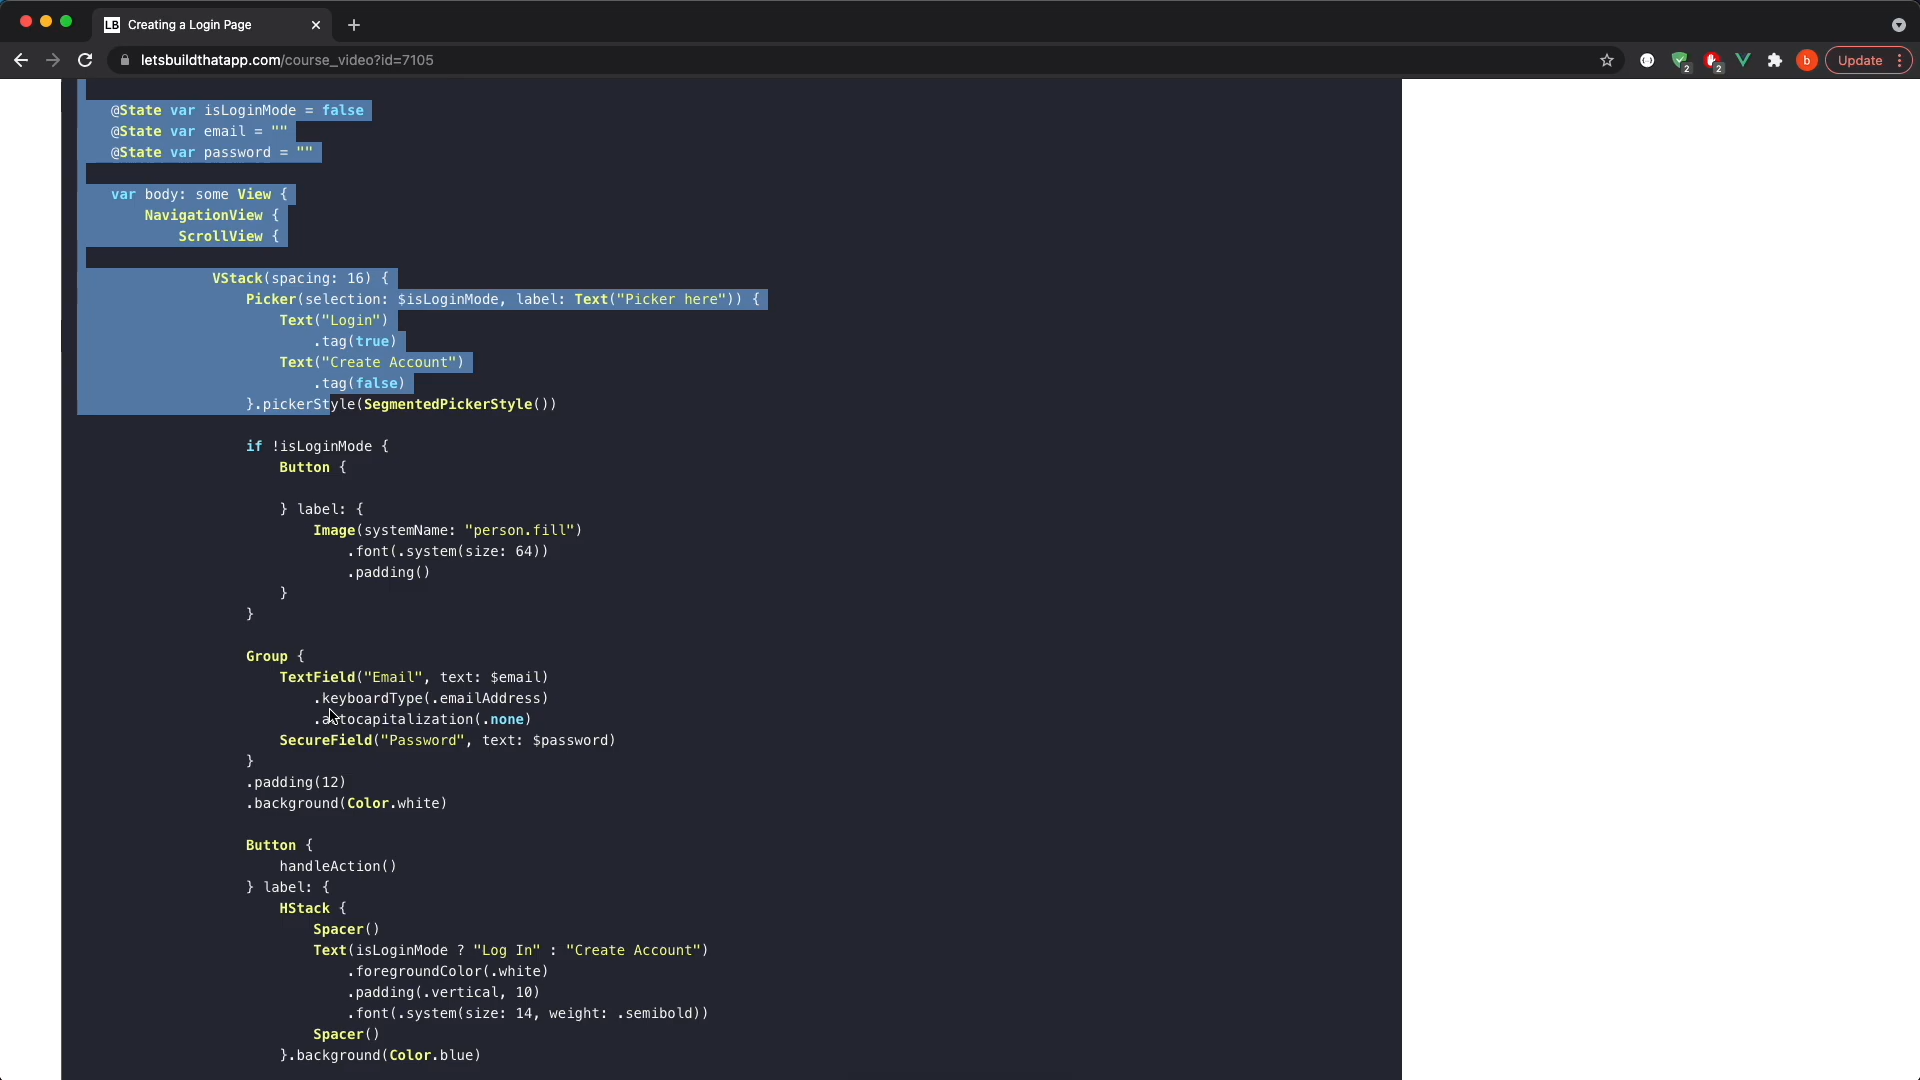 LB Creating a Login Page
letsbuildthatapp.com/course_video?id=7105
2
2
b
Update
@State var isLoginMode = false
@State var email = ""
@State var password = ""
var body: some View {
NavigationView {
ScrollView {
VStack(spacing: 16) {
Picker(selection: $isLoginMode, label: Text("Picker here")) {
Text("Login")
.tag(true)
Text("Create Account")
.tag(false)
}.pickerStyle(SegmentedPickerStyle())
if !isLoginMode {
Button {
} label: {
Image(systemName: "person.fill")
.font(.system(size: 64))
.padding()
}
}
Group {
TextField("Email", text: $email)
.keyboardType(.emailAddress)
.autocapitalization(.none)
SecureField("Password", text: $password)
}
.padding(12)
.background(Color.white)
Button {
handleAction()
} label: {
HStack {
Spacer()
Text(isLoginMode ? "Log In" : "Create Account")
.foregroundColor(.white)
.padding(.vertical, 10)
.font(.system(size: 14, weight: .semibold))
Spacer()
}.background(Color.blue)